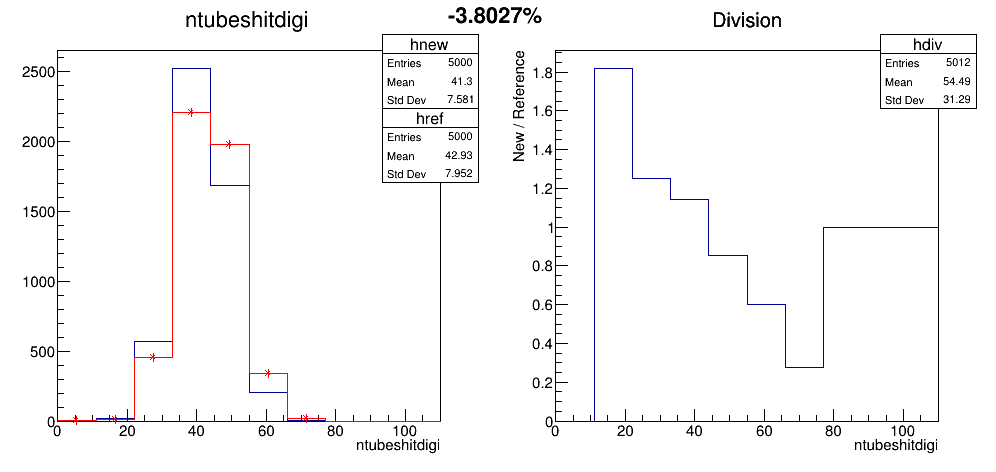 -3.8027%
ntubeshitdigi
hnew
Entries 5000
Mean 41.3
Std Dev 7.581
href
Entries 5000
Mean 42.93
Std Dev 7.952
2500
2000
1500
1000
500
0
0 20 40 60 80 100
ntubeshitdigi
Division
hdiv
Entries 5012
Mean 54.49
Std Dev 31.29
New / Reference
1.8
1.6
1.4
1.2
1
0.8
0.6
0.4
0.2
0
0 20 40 60 80 100
ntubeshitdigi